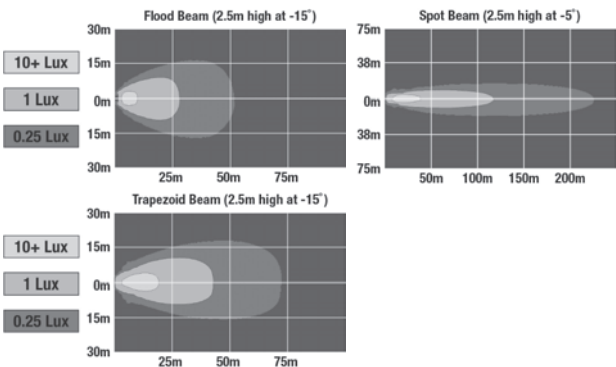 Flood Beam (2.5m high at -15°)
30m
15m
0m
15m
30m
25m 50m 75m
10+ Lux
1 Lux
0.25 Lux
Spot Beam (2.5m high at -5°)
75m
38m
0m
38m
75m
50m 100m 150m 200m
Trapezoid Beam (2.5m high at -15°)
30m
15m
0m
15m
30m
25m 50m 75m
10+ Lux
1 Lux
0.25 Lux